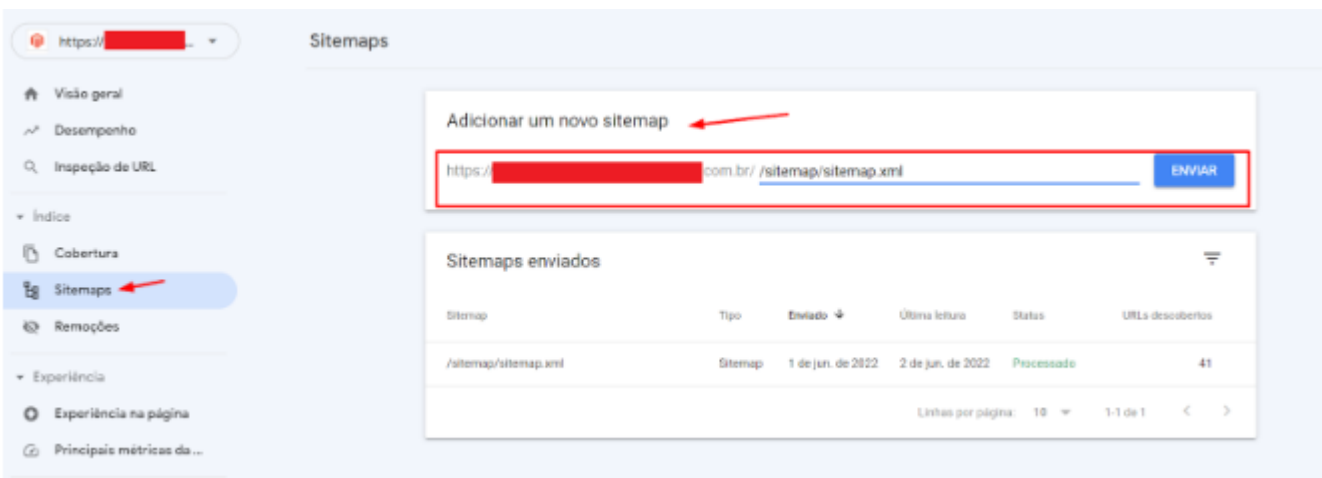 https:// ...
Sitemaps
Visão geral
Desempenho
Inspeção de URL
Índice
Cobertura
Sitemaps
Remoções
Experiência
Experiência na página
Principais métricas da ...
Adicionar um novo sitemap
https:// com.br/ /sitemap/sitemap.xml ENVIAR
Sitemaps enviados
Sitemap Tipo Enviado Última leitura Status URLs descobertos
/sitemap/sitemap.xml Sitemap 1 de jun. de 2022 2 de jun. de 2022 Processado 41
Linhas por página: 10 1-1 de 1